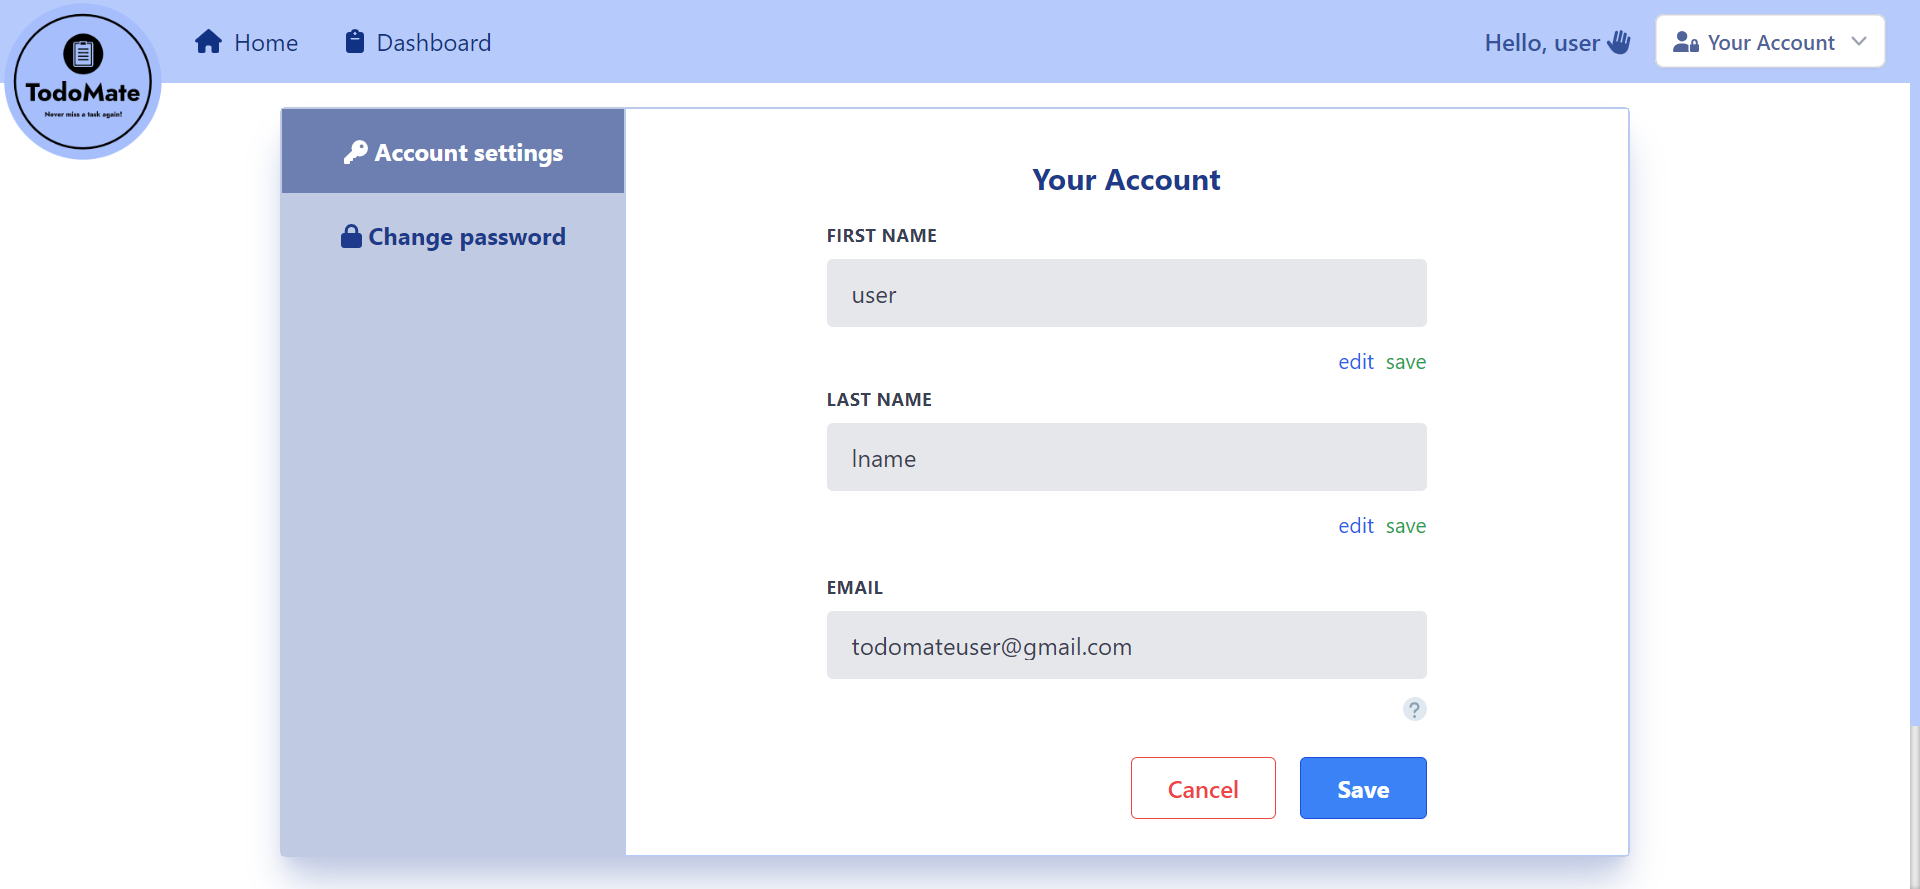 TodoMate
Never miss a task again!
Home
Dashboard
Hello, user
Your Account
Account settings
Change password
Your Account
FIRST NAME
user
edit save
LAST NAME
lname
edit save
EMAIL
todomateuser@gmail.com
?
Cancel
Save